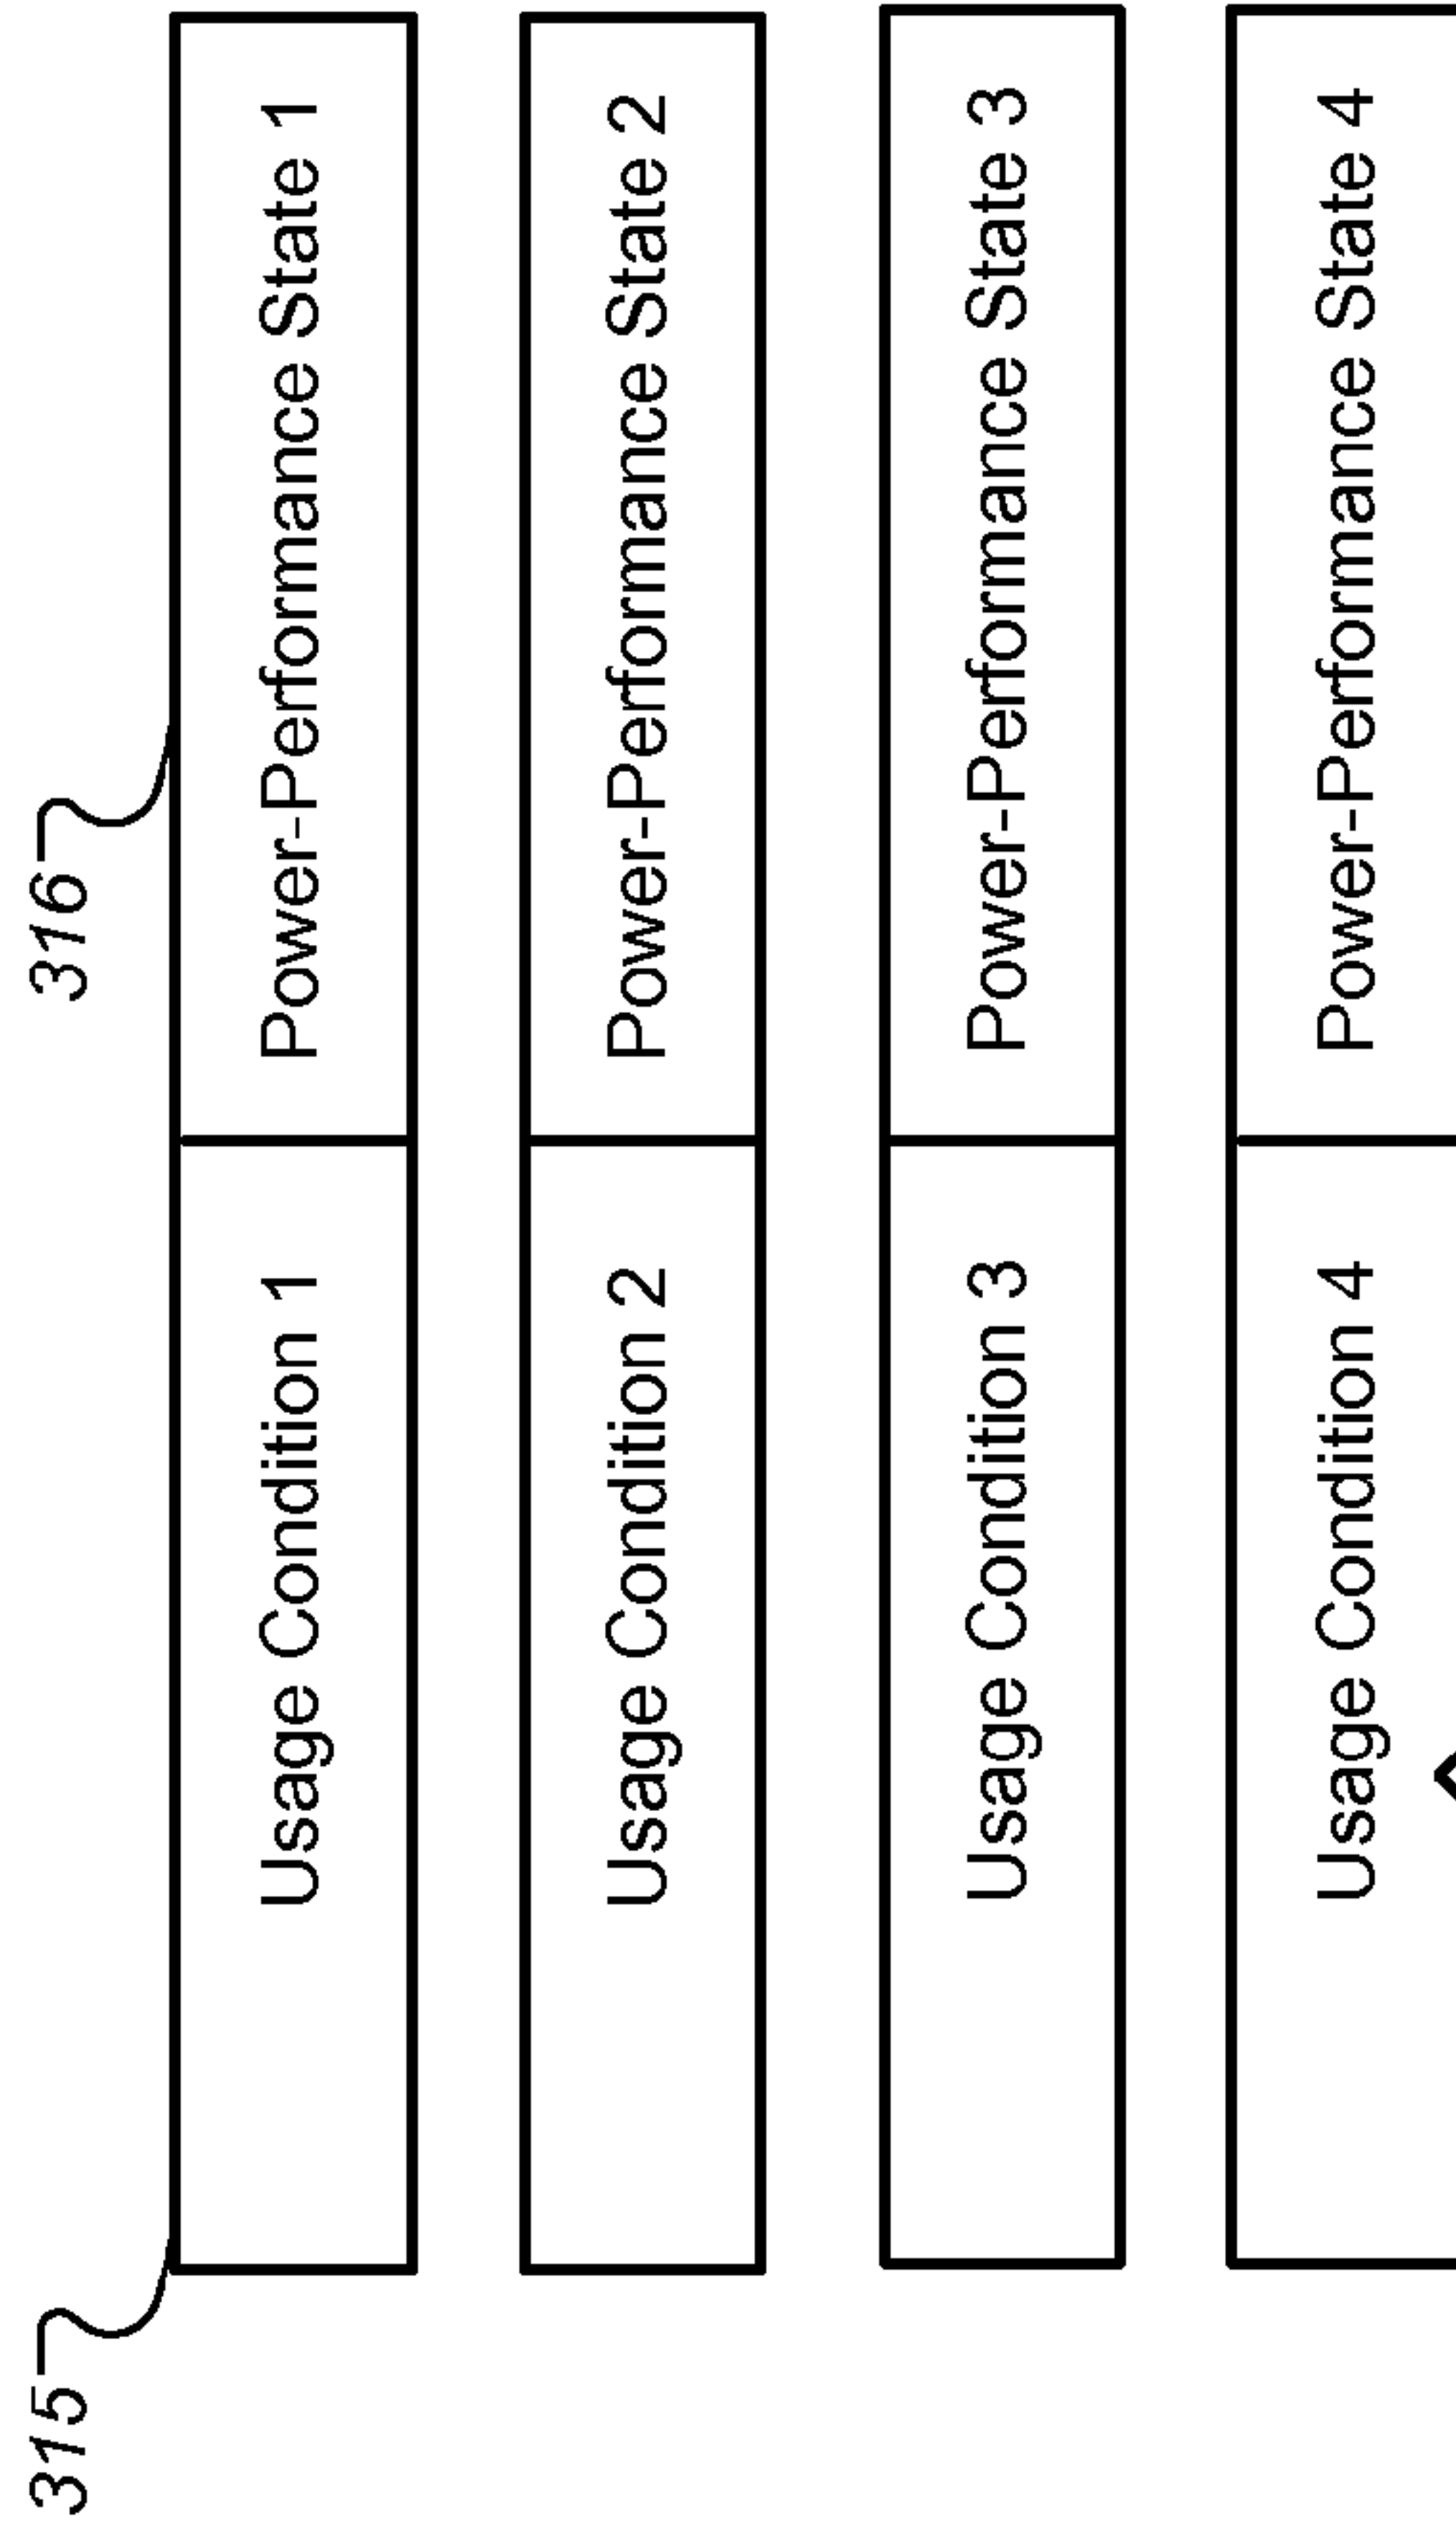 315 316
Usage Condition 1 Power-Performance State 1
Usage Condition 2 Power-Performance State 2
Usage Condition 3 Power-Performance State 3
Usage Condition 4 Power-Performance State 4